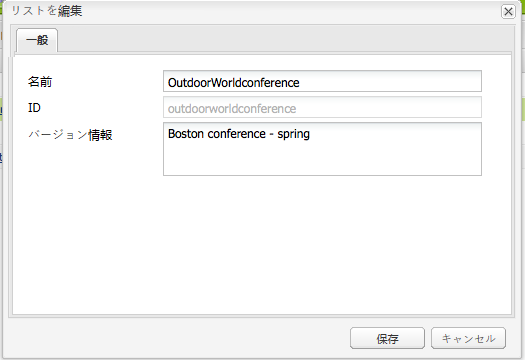 リストを編集
一般
名前
OutdoorWorldconference
ID
outdoorworldconference
バージョン情報
Boston conference - spring
保存
キャンセル